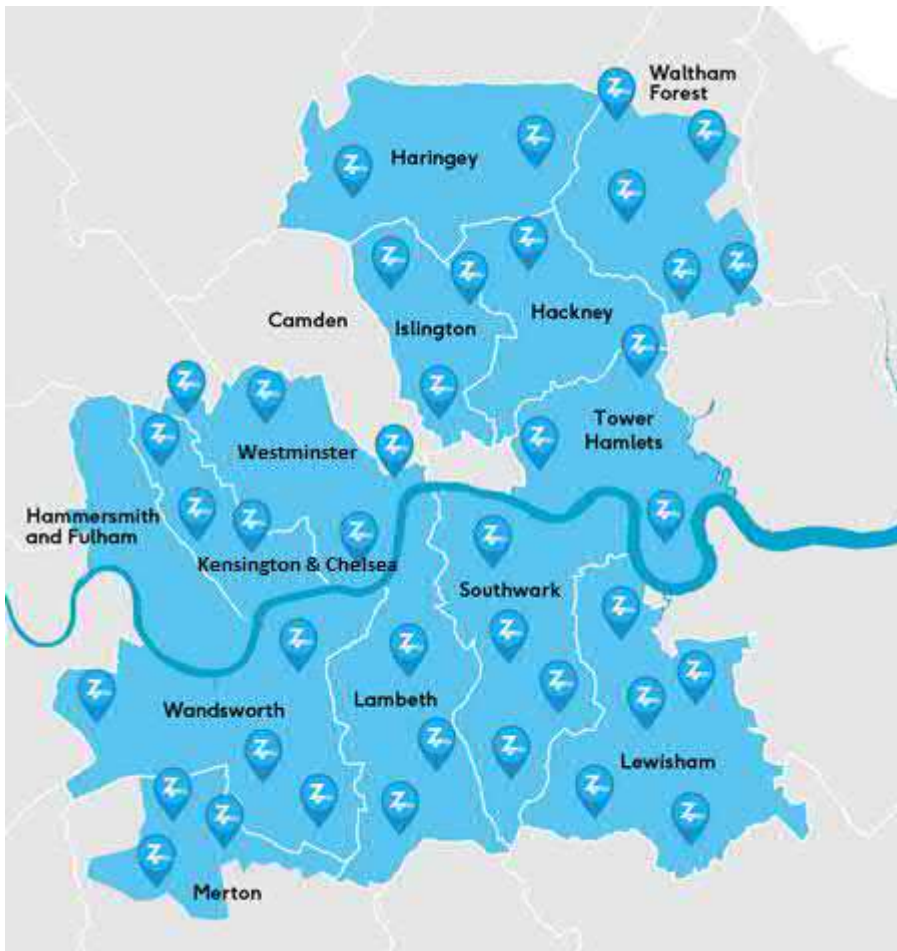 Waltham
Forest
Haringey
Camden
Islington
Hackney
Tower
Hamlets
Westminster
Hammersmith
and Fulham
Kensington & Chelsea
Southwark
Wandsworth
Lambeth
Lewisham
Merton